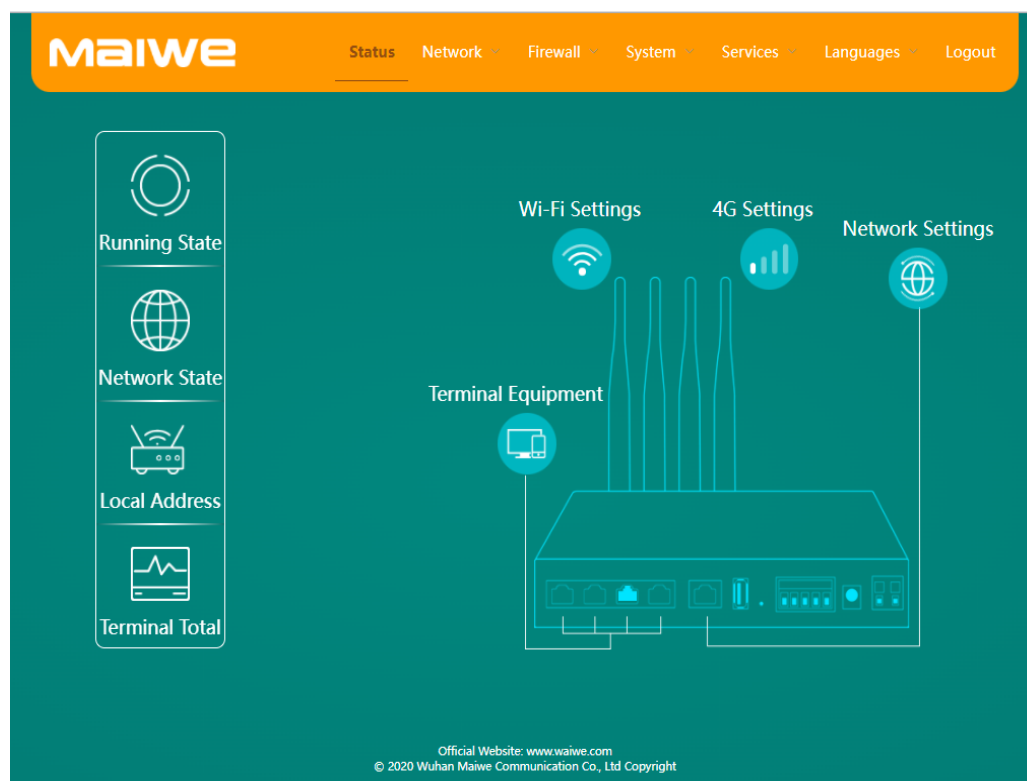 Maiwe
Status Network Firewall System Services Languages Logout
Running State
Network State
Local Address
Terminal Total
Wi-Fi Settings
4G Settings
Network Settings
Terminal Equipment
Official Website: www.waiwe.com
© 2020 Wuhan Maiwe Communication Co., Ltd Copyright